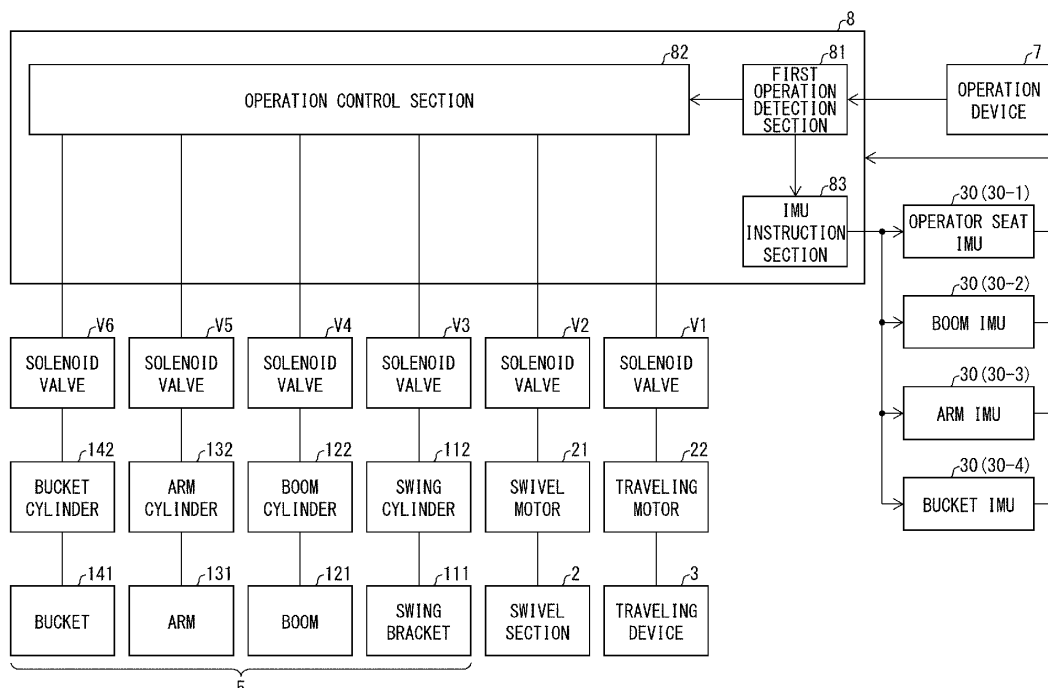 8
82
81
7
OPERATION CONTROL SECTION
FIRST
OPERATION
DETECTION
SECTION
OPERATION
DEVICE
83
IMU
INSTRUCTION
SECTION
30(30-1)
OPERATOR SEAT
IMU
30(30-2)
BOOM IMU
30(30-3)
ARM IMU
30(30-4)
BUCKET IMU
V6
V5
V4
V3
V2
V1
SOLENOID
VALVE
SOLENOID
VALVE
SOLENOID
VALVE
SOLENOID
VALVE
SOLENOID
VALVE
SOLENOID
VALVE
142
132
122
112
21
22
BUCKET
CYLINDER
ARM
CYLINDER
BOOM
CYLINDER
SWING
CYLINDER
SWIVEL
MOTOR
TRAVELING
MOTOR
141
131
121
111
2
3
BUCKET
ARM
BOOM
SWING
BRACKET
SWIVEL
SECTION
TRAVELING
DEVICE
5